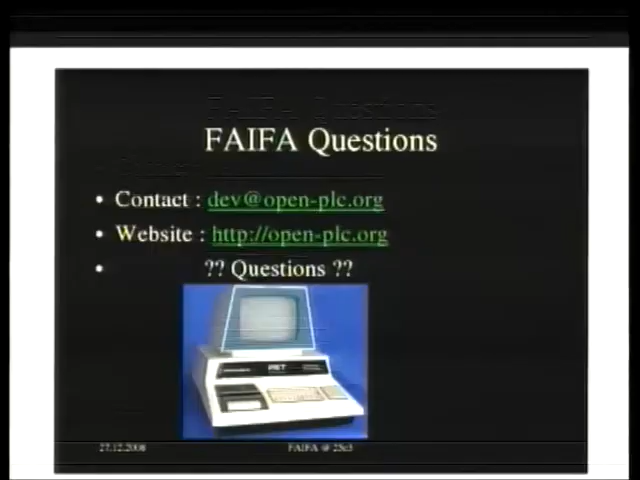 FAIFA Questions
• Contact : dev@open-plc.org
• Website : http://open-plc.org
• ?? Questions ??
PET
27.12.2008
FAIFA @ 25c3